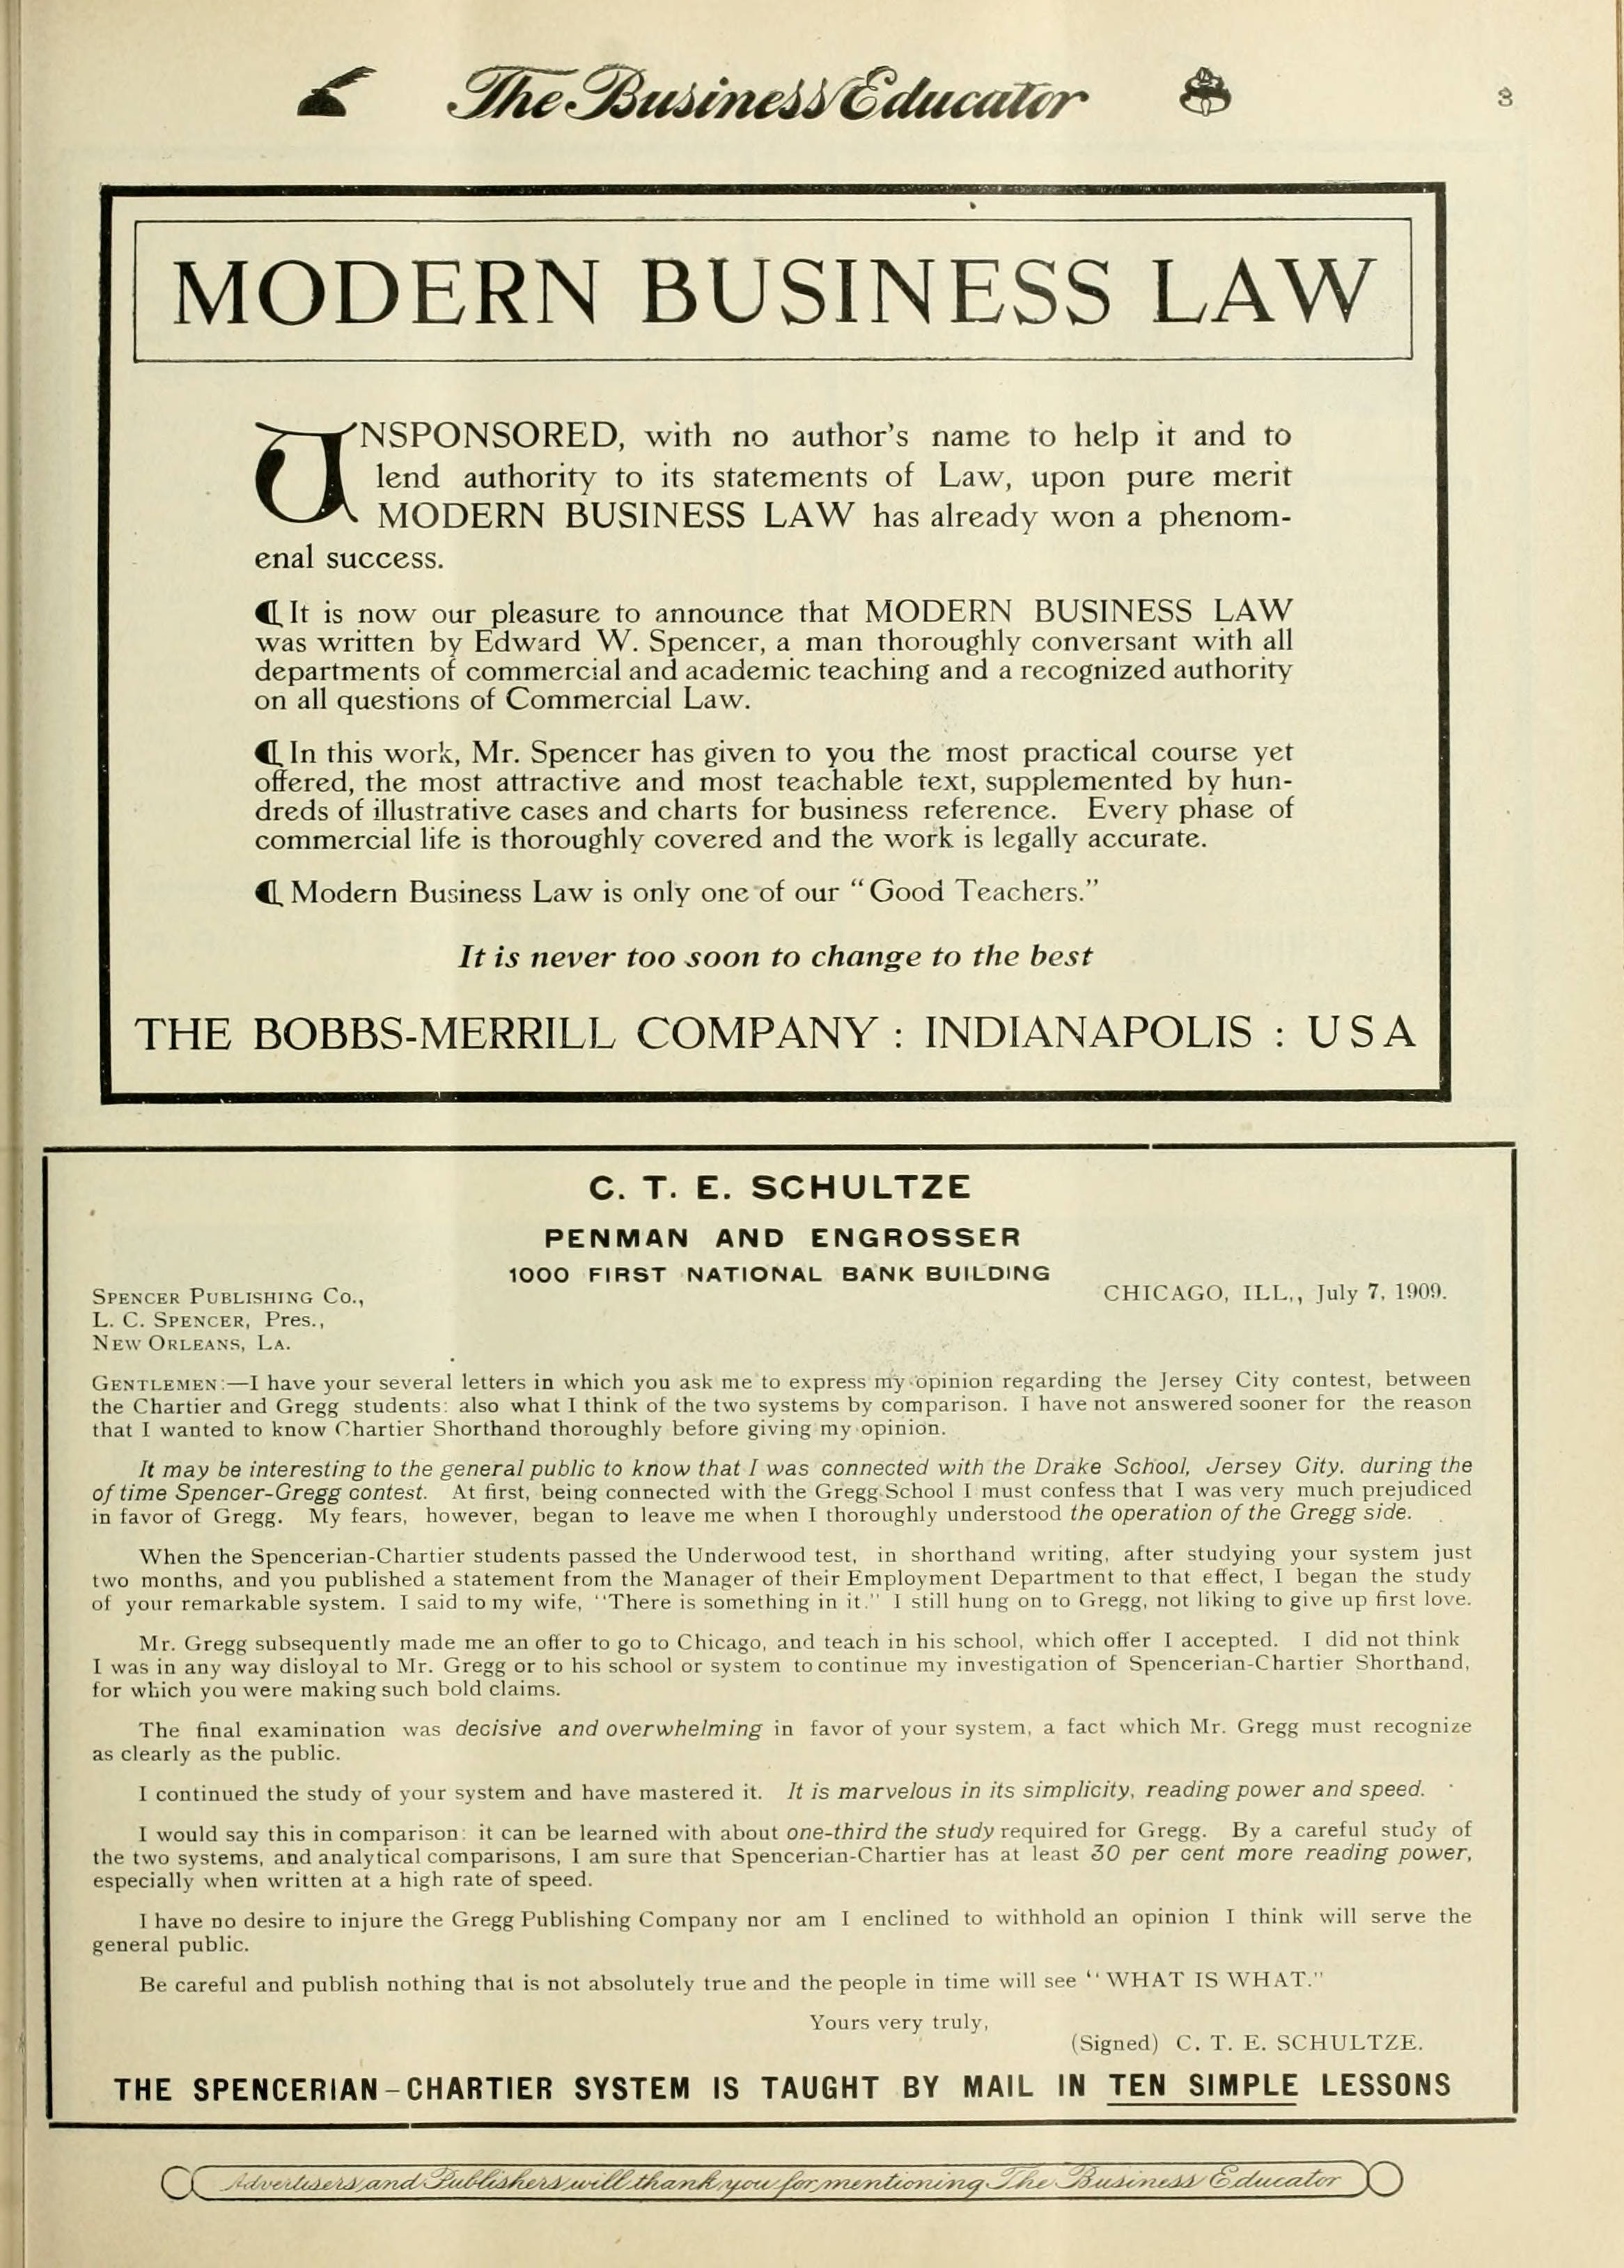 The Business Educator
3
MODERN BUSINESS LAW
UNSPONSORED, with no author's name to help it and to
lend authority to its statements of Law, upon pure merit
MODERN BUSINESS LAW has already won a phenom-
enal success.
¶ It is now our pleasure to announce that MODERN BUSINESS LAW
was written by Edward W. Spencer, a man thoroughly conversant with all
departments of commercial and academic teaching and a recognized authority
on all questions of Commercial Law.
¶ In this work, Mr. Spencer has given to you the most practical course yet
offered, the most attractive and most teachable text, supplemented by hun-
dreds of illustrative cases and charts for business reference. Every phase of
commercial life is thoroughly covered and the work is legally accurate.
¶ Modern Business Law is only one of our "Good Teachers."
It is never too soon to change to the best
THE BOBBS-MERRILL COMPANY : INDIANAPOLIS : USA
C. T. E. SCHULTZE
PENMAN AND ENGROSSER
1000 FIRST NATIONAL BANK BUILDING
CHICAGO, ILL., July 7, 1909.
SPENCER PUBLISHING CO.,
L. C. SPENCER, Pres.,
NEW ORLEANS, LA.
GENTLEMEN:—I have your several letters in which you ask me to express my opinion regarding the Jersey City contest, between
the Chartier and Gregg students: also what I think of the two systems by comparison. I have not answered sooner for the reason
that I wanted to know Chartier Shorthand thoroughly before giving my opinion.
It may be interesting to the general public to know that I was connected with the Drake School, Jersey City. during the
of time Spencer-Gregg contest. At first, being connected with the Gregg School I must confess that I was very much prejudiced
in favor of Gregg. My fears, however, began to leave me when I thoroughly understood the operation of the Gregg side.
When the Spencerian-Chartier students passed the Underwood test, in shorthand writing, after studying your system just
two months, and you published a statement from the Manager of their Employment Department to that effect, I began the study
of your remarkable system. I said to my wife, "There is something in it." I still hung on to Gregg, not liking to give up first love.
Mr. Gregg subsequently made me an offer to go to Chicago, and teach in his school, which offer I accepted. I did not think
I was in any way disloyal to Mr. Gregg or to his school or system to continue my investigation of Spencerian-Chartier Shorthand,
for which you were making such bold claims.
The final examination was decisive and overwhelming in favor of your system, a fact which Mr. Gregg must recognize
as clearly as the public.
I continued the study of your system and have mastered it. It is marvelous in its simplicity, reading power and speed.
I would say this in comparison: it can be learned with about one-third the study required for Gregg. By a careful study of
the two systems, and analytical comparisons, I am sure that Spencerian-Chartier has at least 30 per cent more reading power,
especially when written at a high rate of speed.
I have no desire to injure the Gregg Publishing Company nor am I enclined to withhold an opinion I think will serve the
general public.
Be careful and publish nothing that is not absolutely true and the people in time will see "WHAT IS WHAT."
Yours very truly,
(Signed) C. T. E. SCHULTZE.
THE SPENCERIAN-CHARTIER SYSTEM IS TAUGHT BY MAIL IN TEN SIMPLE LESSONS
Advertisers and Publishers will thank you for mentioning The Business Educator